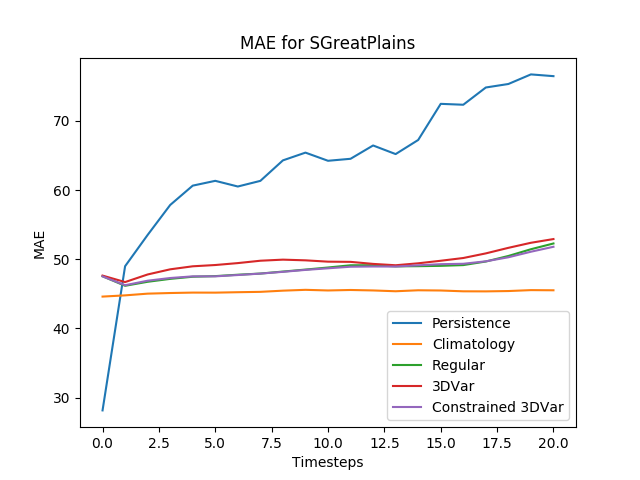 MAE for SGreatPlains
MAE
70
60
50
40
30
Persistence
Climatology
Regular
3DVar
Constrained 3DVar
0.0 2.5 5.0 7.5 10.0 12.5 15.0 17.5 20.0
Timesteps